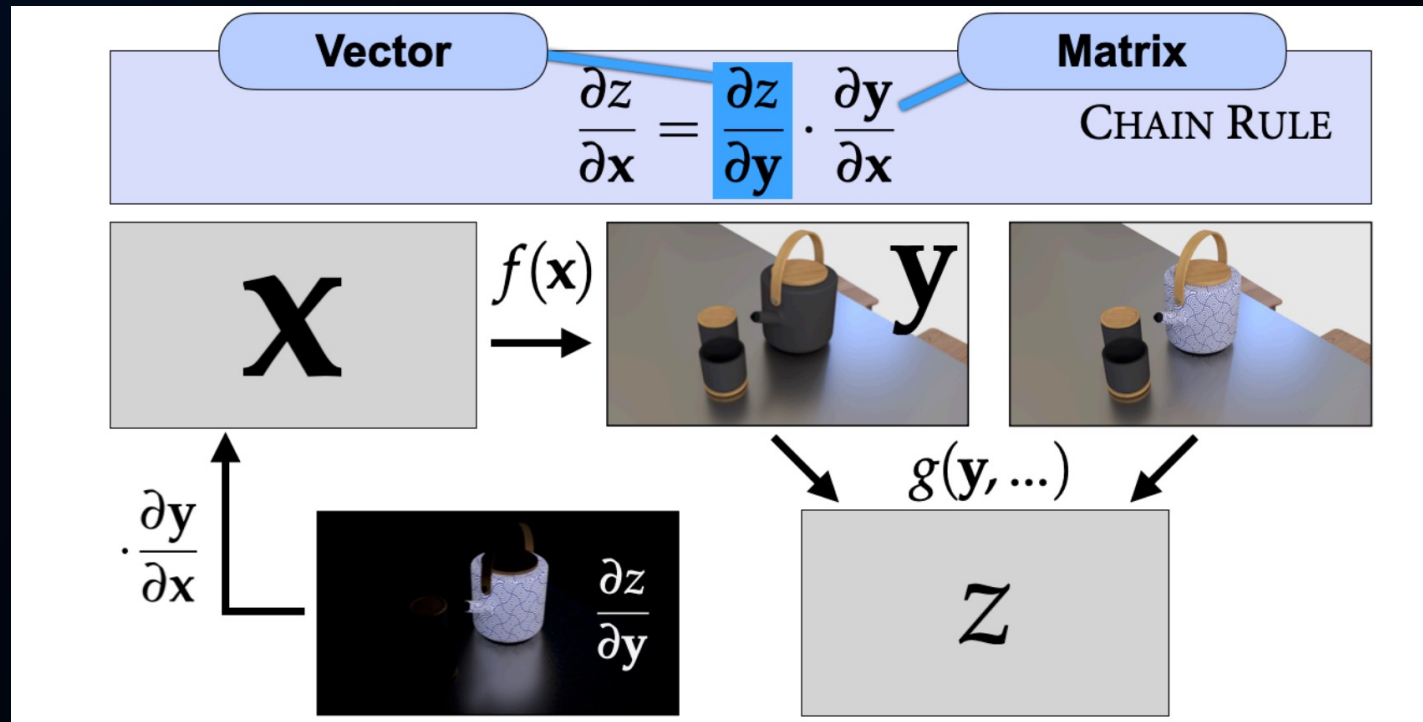 Vector
Matrix
∂z/∂𝐱 = ∂z/∂𝐲 · ∂𝐲/∂𝐱
CHAIN RULE
𝐱
f(𝐱)
𝐲
g(𝐲, ...)
· ∂𝐲/∂𝐱
∂z/∂𝐲
z